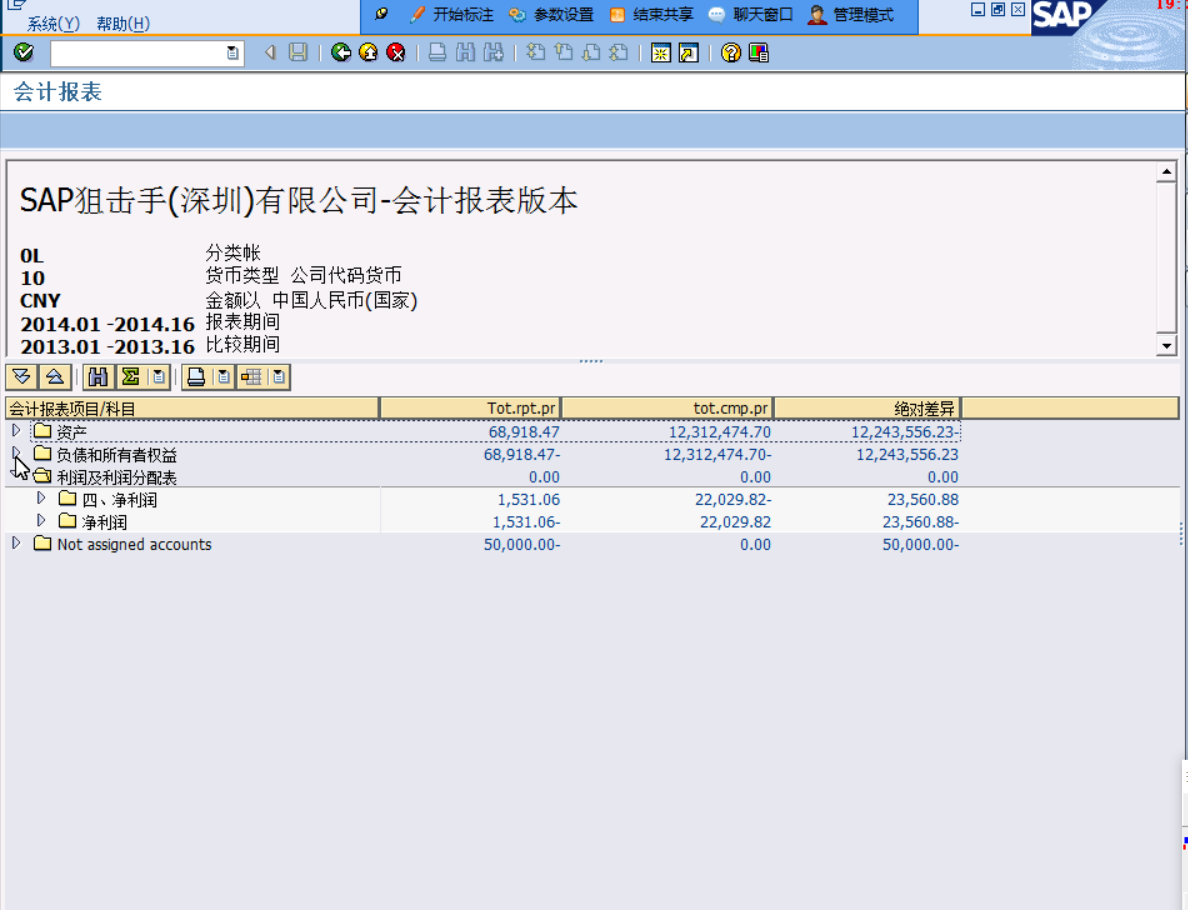 系统(Y) 帮助(H)
开始标注 参数设置 结束共享 聊天窗口 管理模式
SAP
19:
会计报表
SAP狙击手(深圳)有限公司-会计报表版本
0L 分类帐
10 货币类型 公司代码货币
CNY 金额以 中国人民币(国家)
2014.01 -2014.16 报表期间
2013.01 -2013.16 比较期间
会计报表项目/科目 Tot.rpt.pr tot.cmp.pr 绝对差异
资产 68,918.47 12,312,474.70 12,243,556.23-
负债和所有者权益 68,918.47- 12,312,474.70- 12,243,556.23
利润及利润分配表 0.00 0.00 0.00
四、净利润 1,531.06 22,029.82- 23,560.88
净利润 1,531.06- 22,029.82 23,560.88-
Not assigned accounts 50,000.00- 0.00 50,000.00-